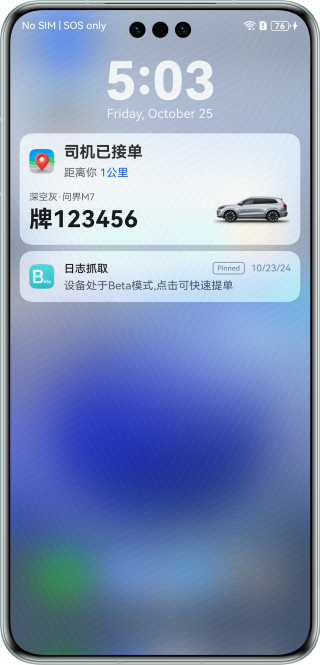 No SIM | SOS only
76
5:03
Friday, October 25
司机已接单
距离你 1公里
深空灰·问界M7
牌123456
日志抓取
Pinned
10/23/24
Beta
设备处于Beta模式,点击可快速提单